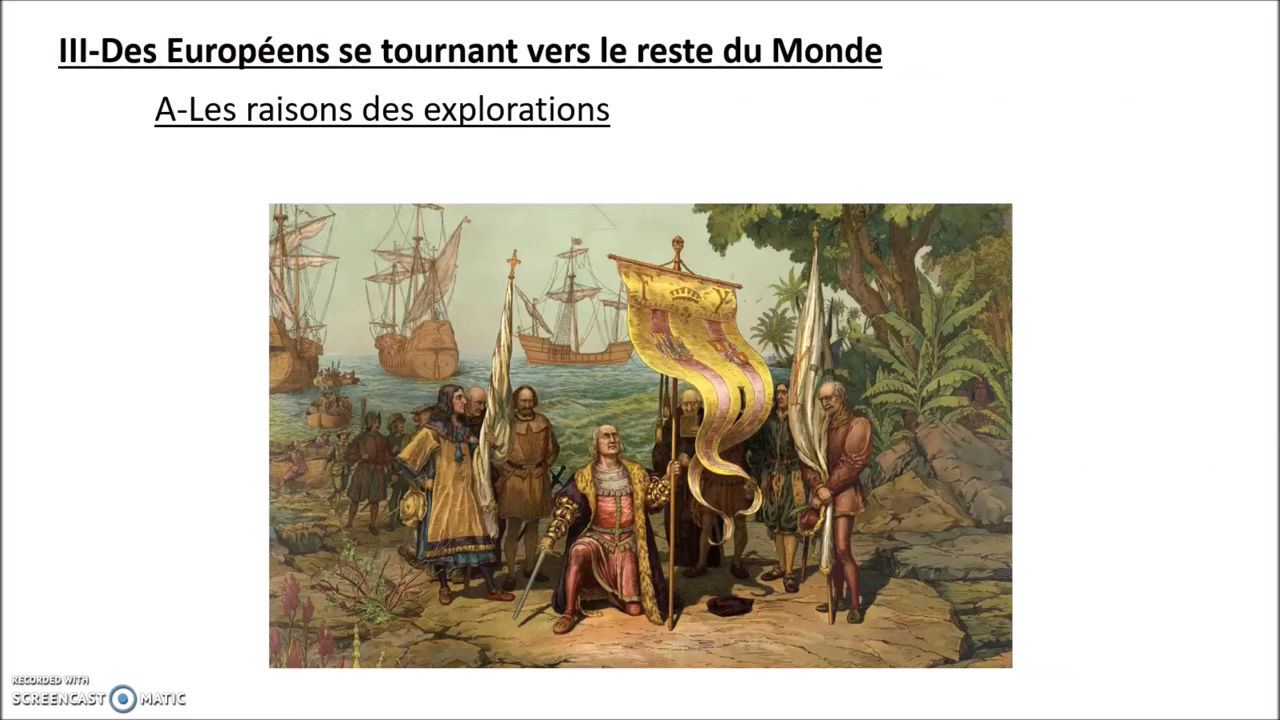 III-Des Européens se tournant vers le reste du Monde
A-Les raisons des explorations
F Y
RECORDED WITH
SCREENCAST MATIC